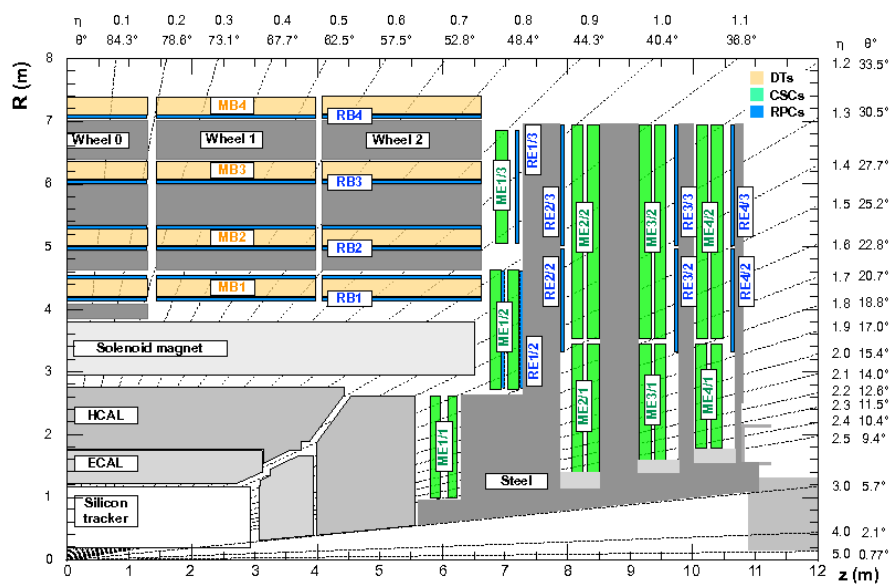 η 0.1 0.2 0.3 0.4 0.5 0.6 0.7 0.8 0.9 1.0 1.1
θ° 84.3° 78.6° 73.1° 67.7° 62.5° 57.5° 52.8° 48.4° 44.3° 40.4° 36.8° η θ°
R (m)
8
7
6
5
4
3
2
1
0
1.2 33.5°
1.3 30.5°
1.4 27.7°
1.5 25.2°
1.6 22.8°
1.7 20.7°
1.8 18.8°
1.9 17.0°
2.0 15.4°
2.1 14.0°
2.2 12.6°
2.3 11.5°
2.4 10.4°
2.5 9.4°
3.0 5.7°
4.0 2.1°
5.0 0.77°
DTs
CSCs
RPCs
MB4
RB4
Wheel 0
Wheel 1
Wheel 2
MB3
RB3
MB2
RB2
MB1
RB1
Solenoid magnet
HCAL
ECAL
Silicon
tracker
Steel
ME1/3
RE1/3
ME1/2
RE1/2
ME1/1
RE2/3
RE2/2
ME2/2
ME2/1
ME3/2
ME3/1
RE3/3
RE3/2
ME4/2
ME4/1
RE4/3
RE4/2
0 1 2 3 4 5 6 7 8 9 10 11 12
z (m)